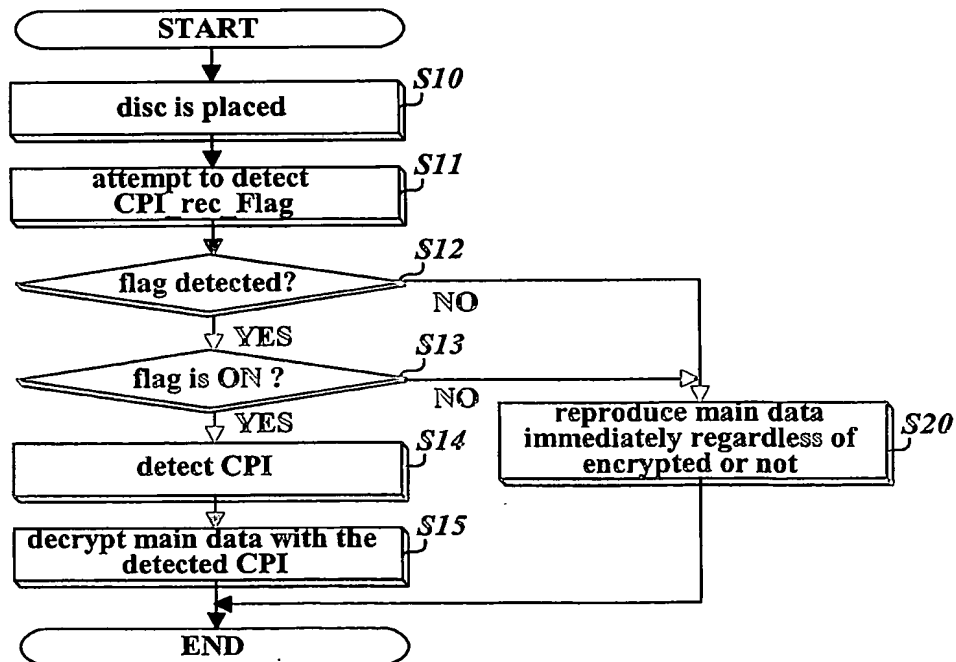 START
S10
disc is placed
S11
attempt to detect
CPI_rec_Flag
S12
flag detected?
NO
YES
S13
flag is ON ?
NO
YES
S14
detect CPI
reproduce main data
immediately regardless of
encrypted or not
S20
S15
decrypt main data with the
detected CPI
END